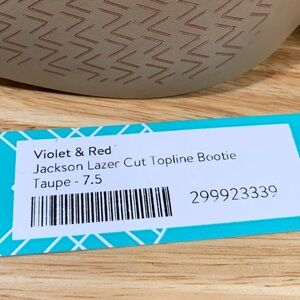 Violet & Red
Jackson Lazer Cut Topline Bootie
Taupe - 7.5
299923339